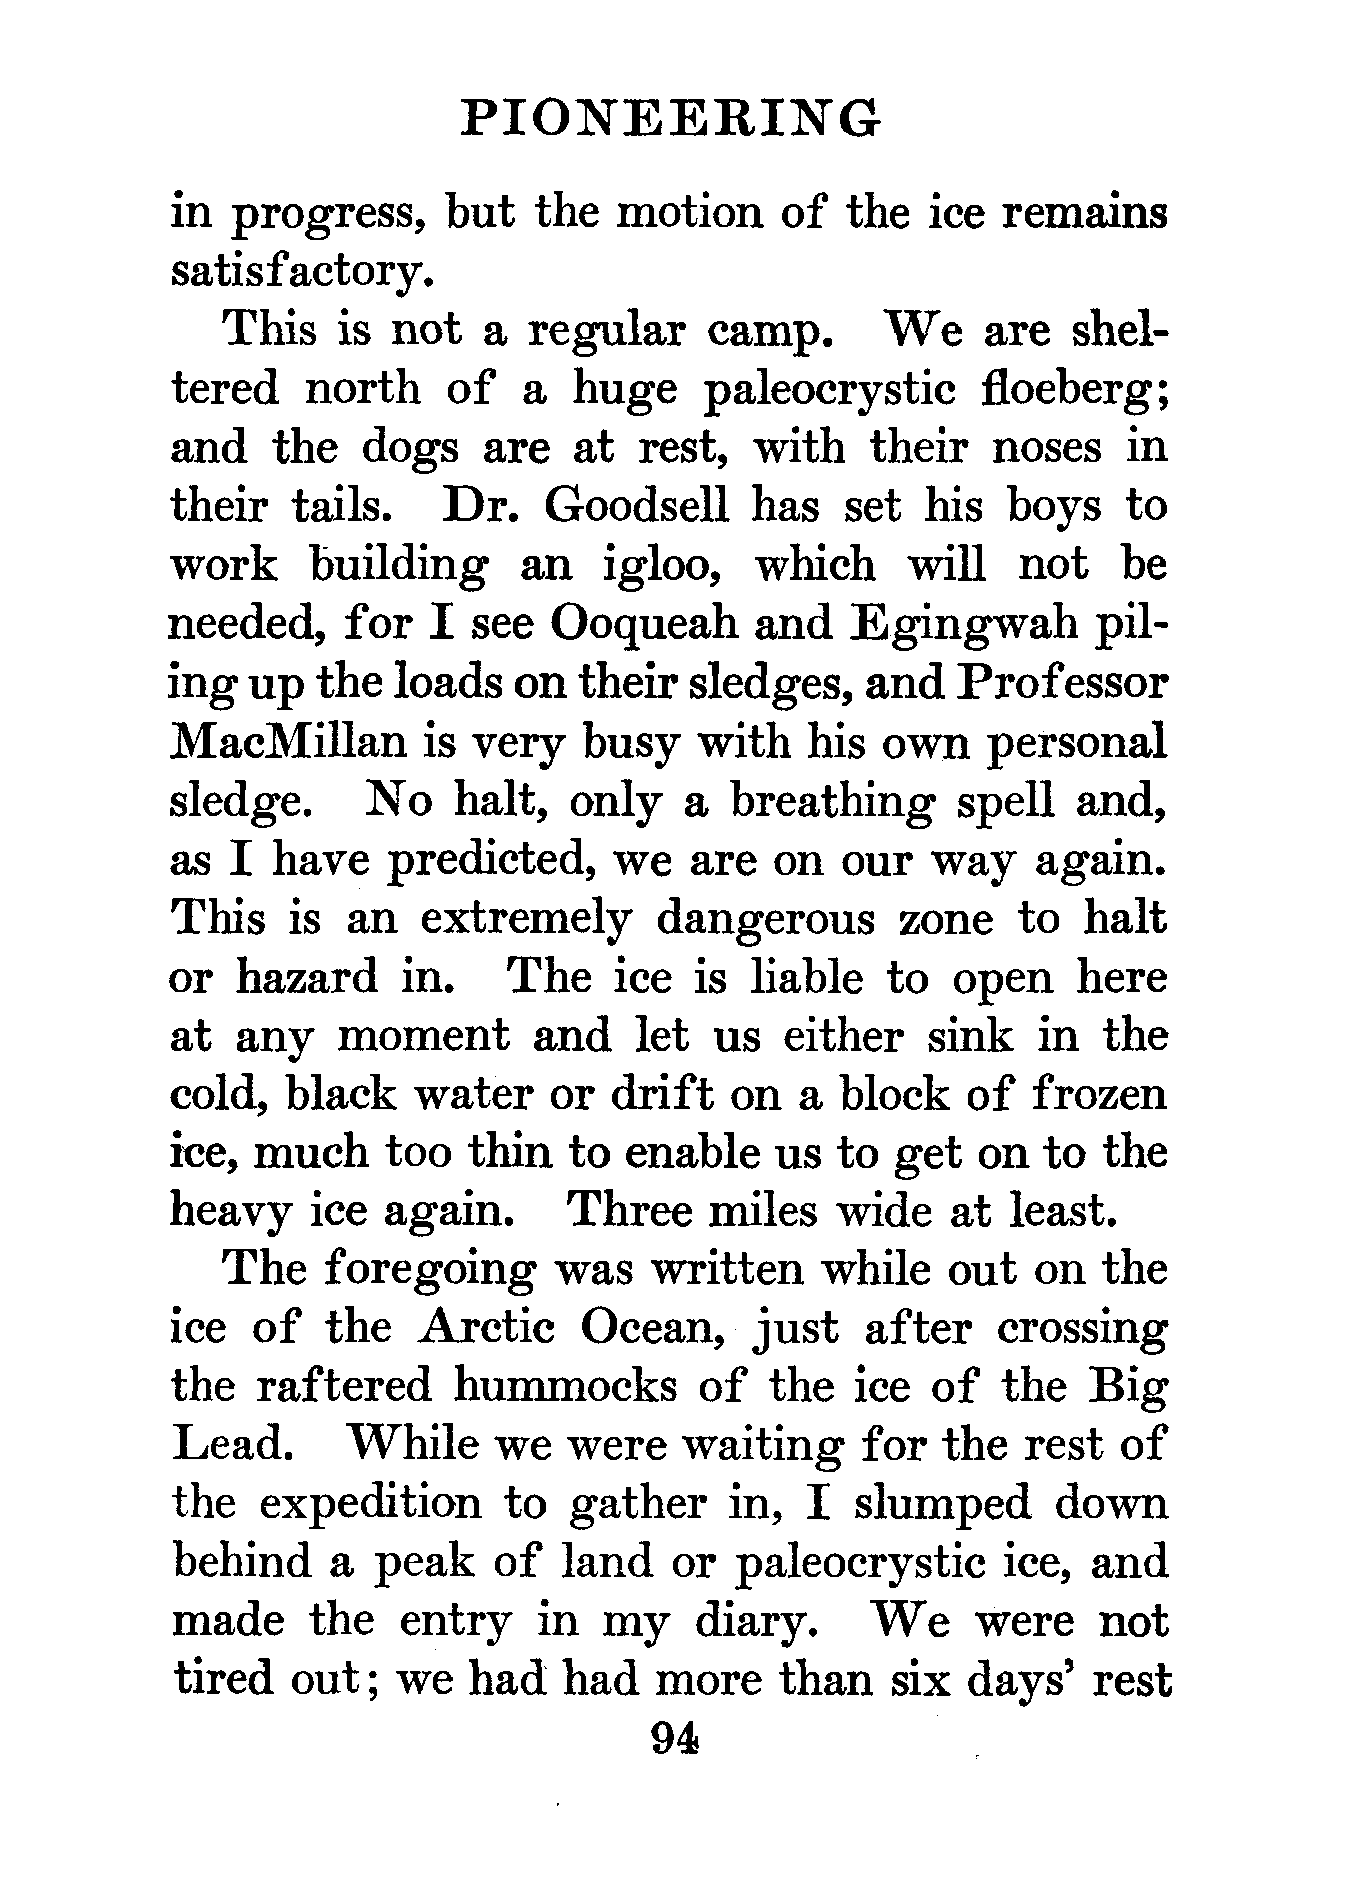 PIONEERING
in progress, but the motion of the ice remains
satisfactory.
This is not a regular camp. We are shel-
tered north of a huge paleocrystic floeberg;
and the dogs are at rest, with their noses in
their tails. Dr. Goodsell has set his boys to
work building an igloo, which will not be
needed, for I see Ooqueah and Egingwah pil-
ing up the loads on their sledges, and Professor
MacMillan is very busy with his own personal
sledge. No halt, only a breathing spell and,
as I have predicted, we are on our way again.
This is an extremely dangerous zone to halt
or hazard in. The ice is liable to open here
at any moment and let us either sink in the
cold, black water or drift on a block of frozen
ice, much too thin to enable us to get on to the
heavy ice again. Three miles wide at least.
The foregoing was written while out on the
ice of the Arctic Ocean, just after crossing
the raftered hummocks of the ice of the Big
Lead. While we were waiting for the rest of
the expedition to gather in, I slumped down
behind a peak of land or paleocrystic ice, and
made the entry in my diary. We were not
tired out; we had had more than six days' rest
94